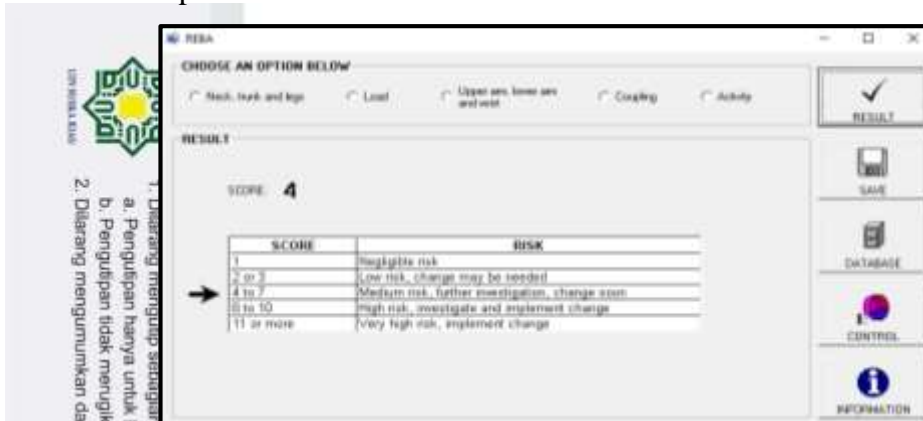 REBA
CHOOSE AN OPTION BELOW
Neck, trunk and legs
Load
Upper arm, lower arm
and wrist
Coupling
Activity
RESULT
SCORE: 4
SCORE RISK
1 Negligible risk
2 or 3 Low risk, change may be needed
4 to 7 Medium risk, further investigation, change soon
8 to 10 High risk, investigate and implement change
11 or more Very high risk, implement change
RESULT
SAVE
DATABASE
CONTROL
INFORMATION
UIN SUSKA RIAU
1. Dilarang mengutip sebagian
a. Pengutipan hanya untuk
b. Pengutipan tidak merugik
2. Dilarang mengumumkan da